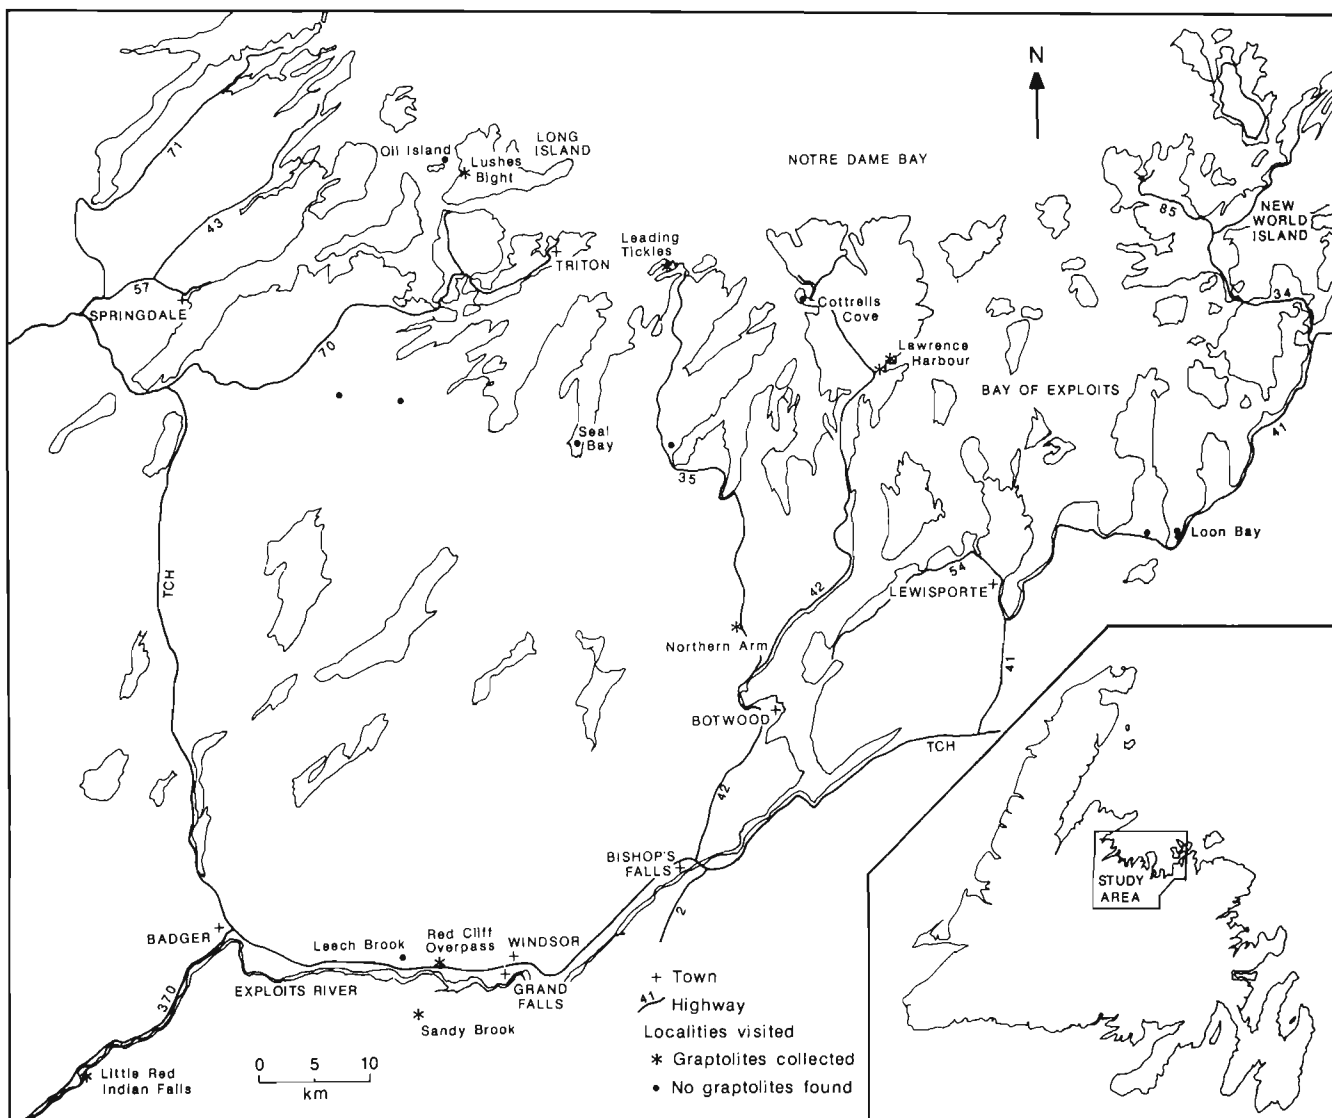 N
71
Oil Island
LONG
ISLAND
Lushes
Bight
NOTRE DAME BAY
85
NEW
WORLD
ISLAND
43
TRITON
Leading
Tickles
57
SPRINGDALE
Cottrells
Cove
34
70
Lawrence
Harbour
BAY OF EXPLOITS
41
Seal
Bay
35
Loon Bay
TCH
54
LEWISPORTE
42
Northern Arm
41
BOTWOOD
TCH
42
BISHOP'S
FALLS
2
STUDY
AREA
BADGER
Leech Brook
Red Cliff
Overpass
WINDSOR
GRAND
FALLS
EXPLOITS RIVER
370
Sandy Brook
Little Red
Indian Falls
0 5 10
km
+ Town
41 Highway
Localities visited
* Graptolites collected
• No graptolites found